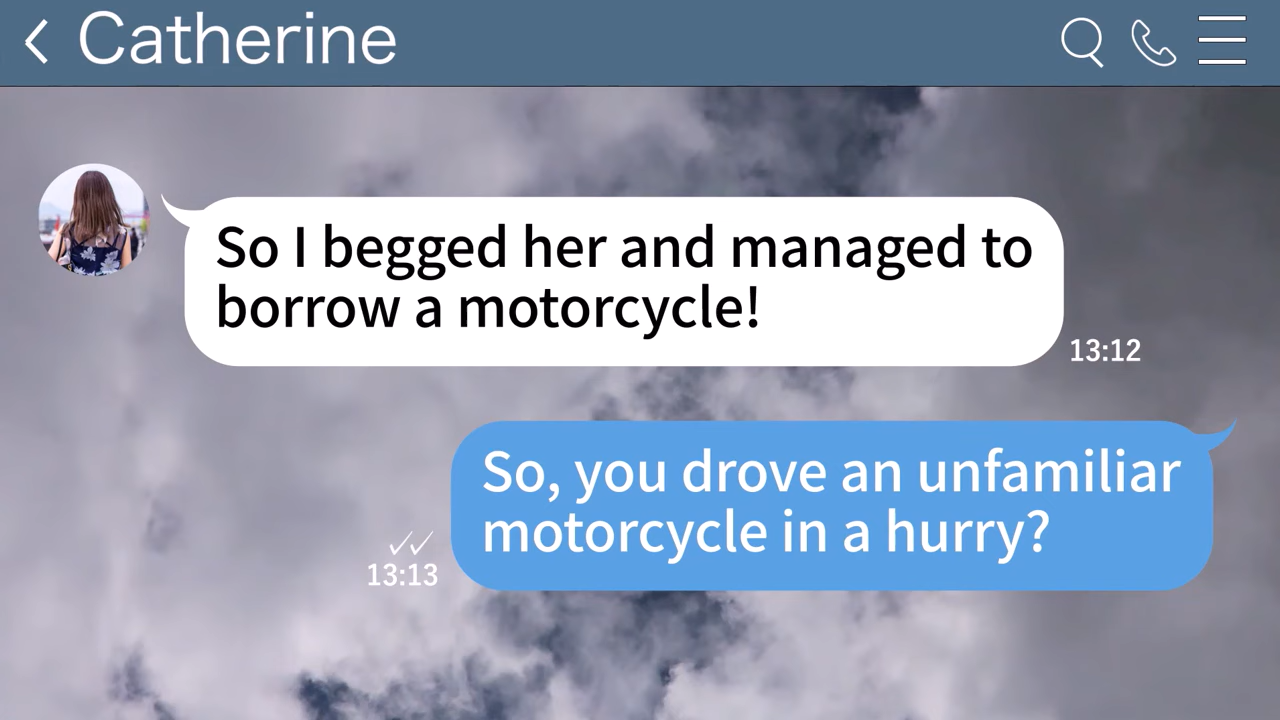 Catherine
So I begged her and managed to
borrow a motorcycle!
13:12
So, you drove an unfamiliar
motorcycle in a hurry?
13:13